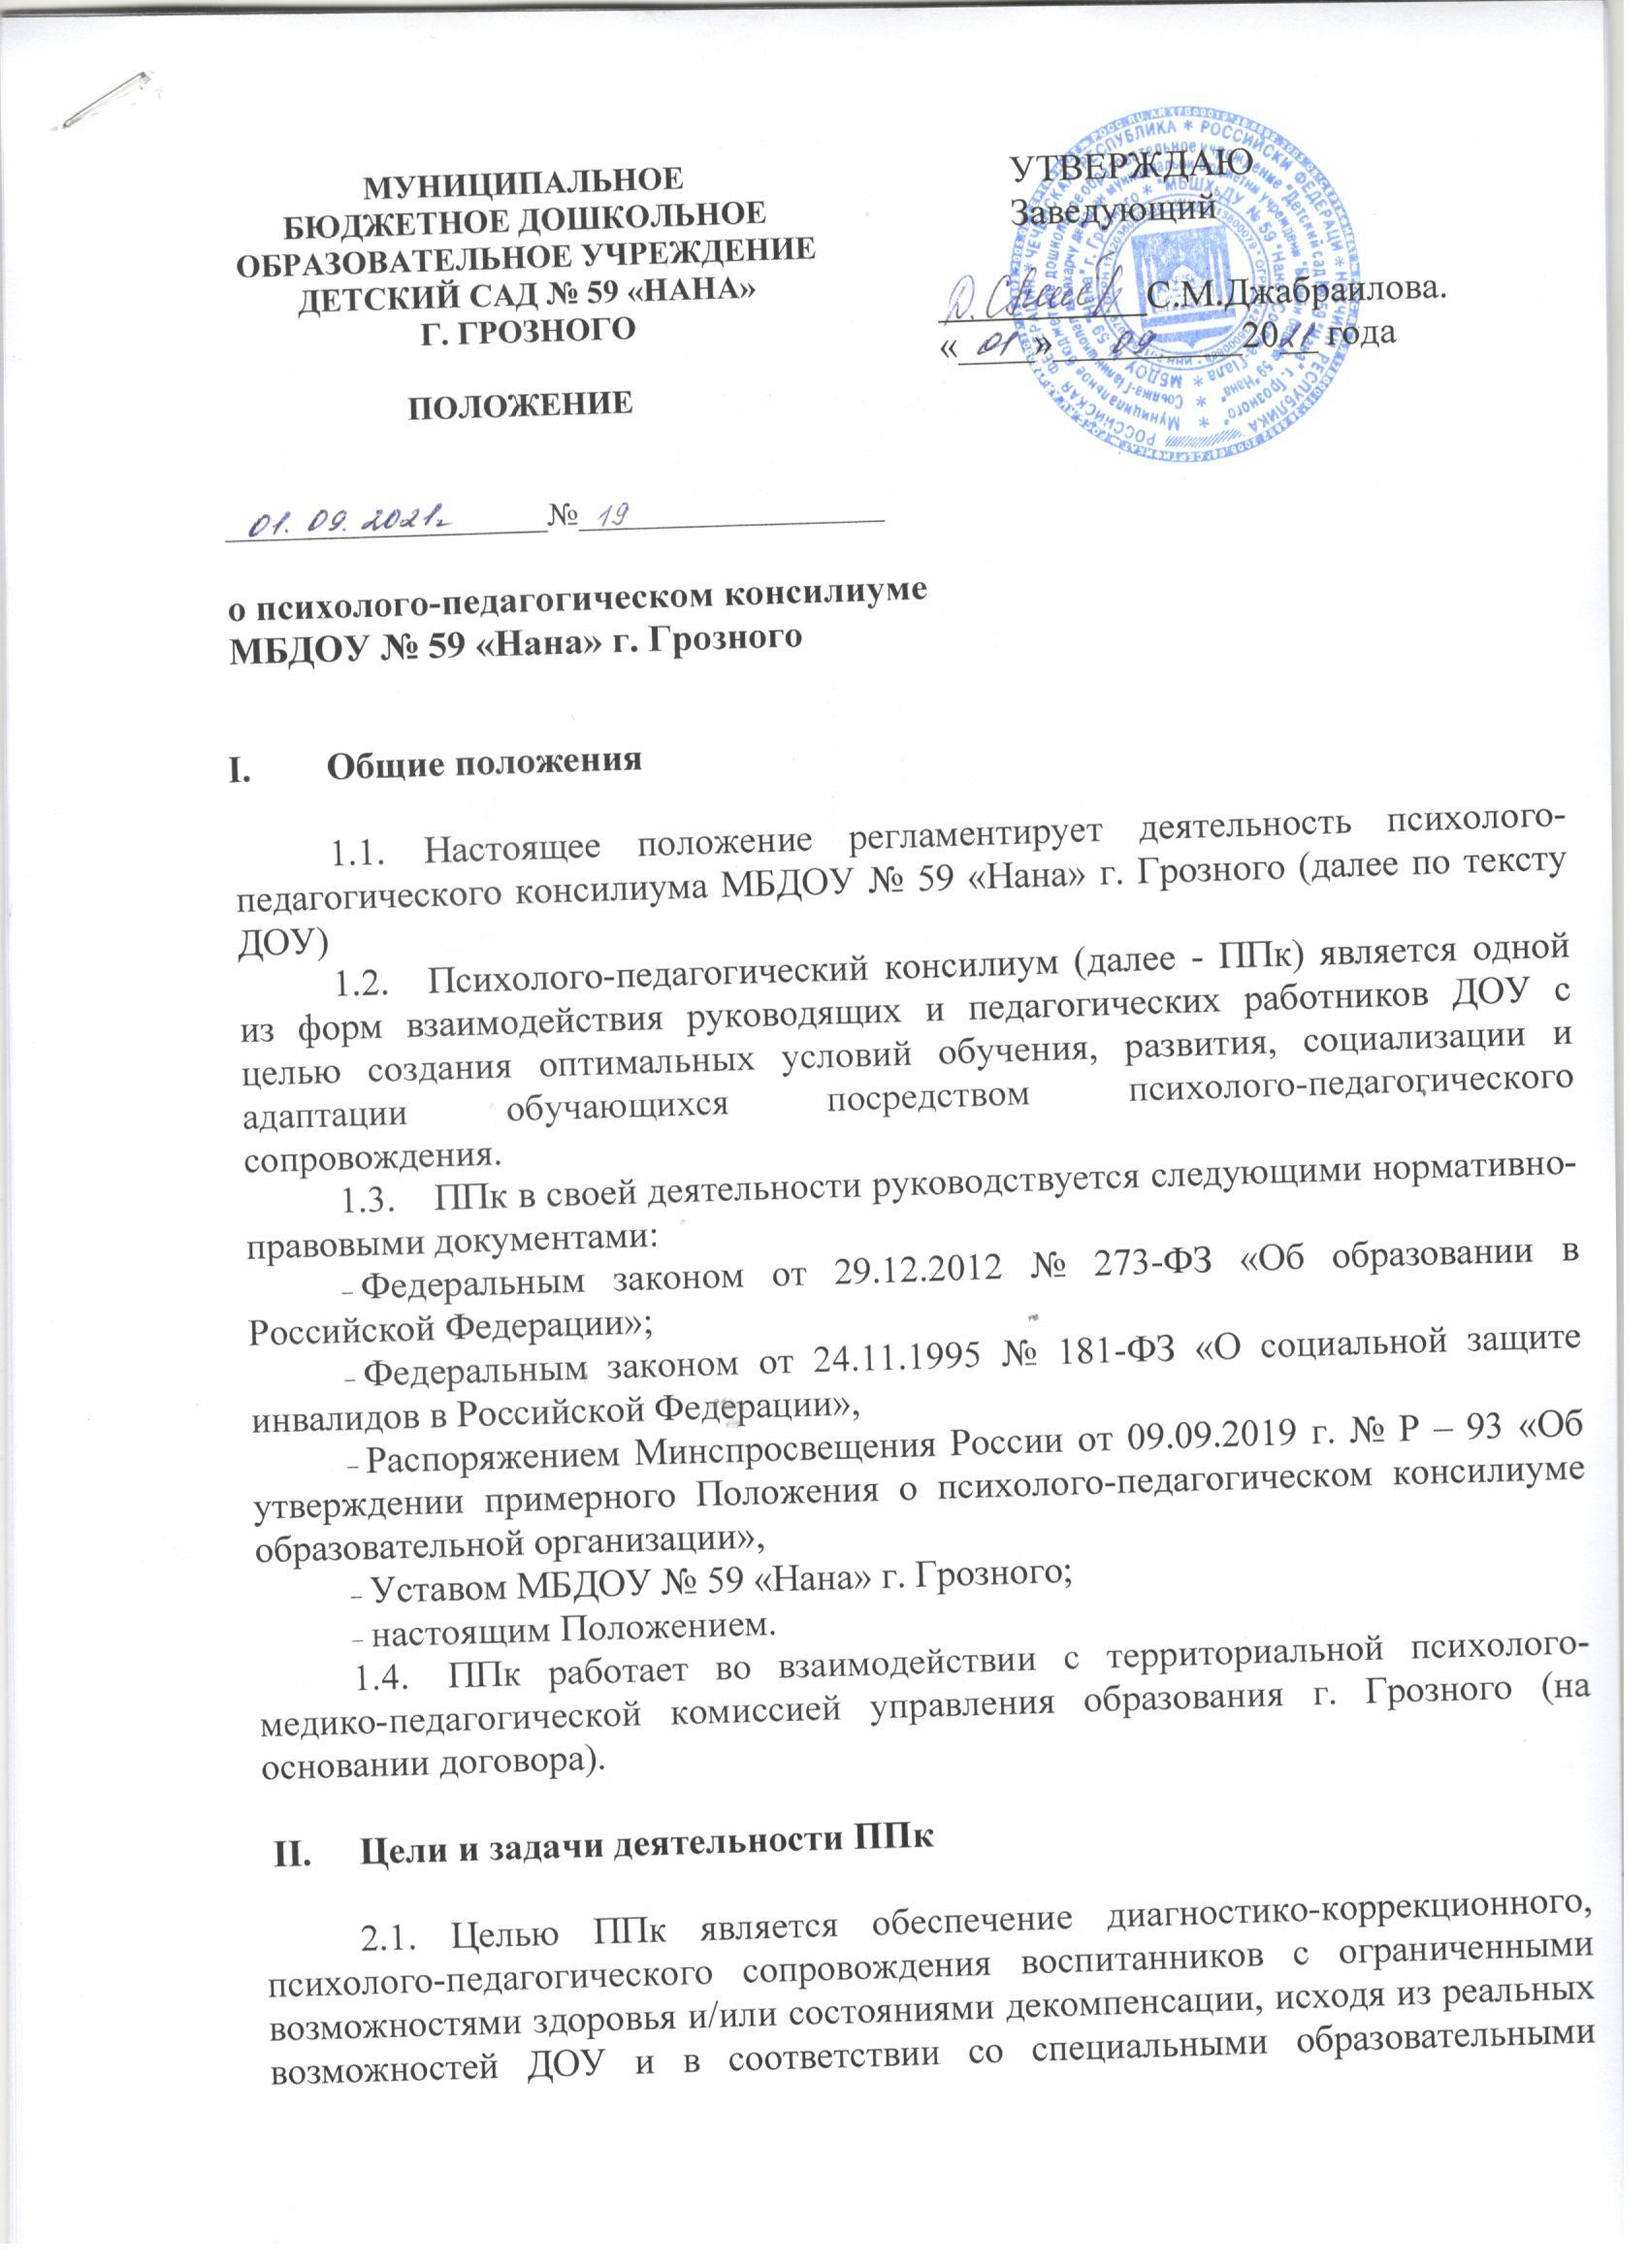 МУНИЦИПАЛЬНОЕ
БЮДЖЕТНОЕ ДОШКОЛЬНОЕ
ОБРАЗОВАТЕЛЬНОЕ УЧРЕЖДЕНИЕ
ДЕТСКИЙ САД № 59 «НАНА»
Г. ГРОЗНОГО
ПОЛОЖЕНИЕ
УТВЕРЖДАЮ
Заведующий
С.М.Джабраилова.
«01» 09 2021 года
01.09.2021г № 19
о психолого-педагогическом консилиуме
МБДОУ № 59 «Нана» г. Грозного
I. Общие положения
1.1. Настоящее положение регламентирует деятельность психолого-
педагогического консилиума МБДОУ № 59 «Нана» г. Грозного (далее по тексту
ДОУ)
1.2. Психолого-педагогический консилиум (далее - ППк) является одной
из форм взаимодействия руководящих и педагогических работников ДОУ с
целью создания оптимальных условий обучения, развития, социализации и
адаптации обучающихся посредством психолого-педагогического
сопровождения.
1.3. ППк в своей деятельности руководствуется следующими нормативно-
правовыми документами:
– Федеральным законом от 29.12.2012 № 273-ФЗ «Об образовании в
Российской Федерации»;
– Федеральным законом от 24.11.1995 № 181-ФЗ «О социальной защите
инвалидов в Российской Федерации»,
– Распоряжением Минспросвещения России от 09.09.2019 г. № Р – 93 «Об
утверждении примерного Положения о психолого-педагогическом консилиуме
образовательной организации»,
– Уставом МБДОУ № 59 «Нана» г. Грозного;
– настоящим Положением.
1.4. ППк работает во взаимодействии с территориальной психолого-
медико-педагогической комиссией управления образования г. Грозного (на
основании договора).
II. Цели и задачи деятельности ППк
2.1. Целью ППк является обеспечение диагностико-коррекционного,
психолого-педагогического сопровождения воспитанников с ограниченными
возможностями здоровья и/или состояниями декомпенсации, исходя из реальных
возможностей ДОУ и в соответствии со специальными образовательными